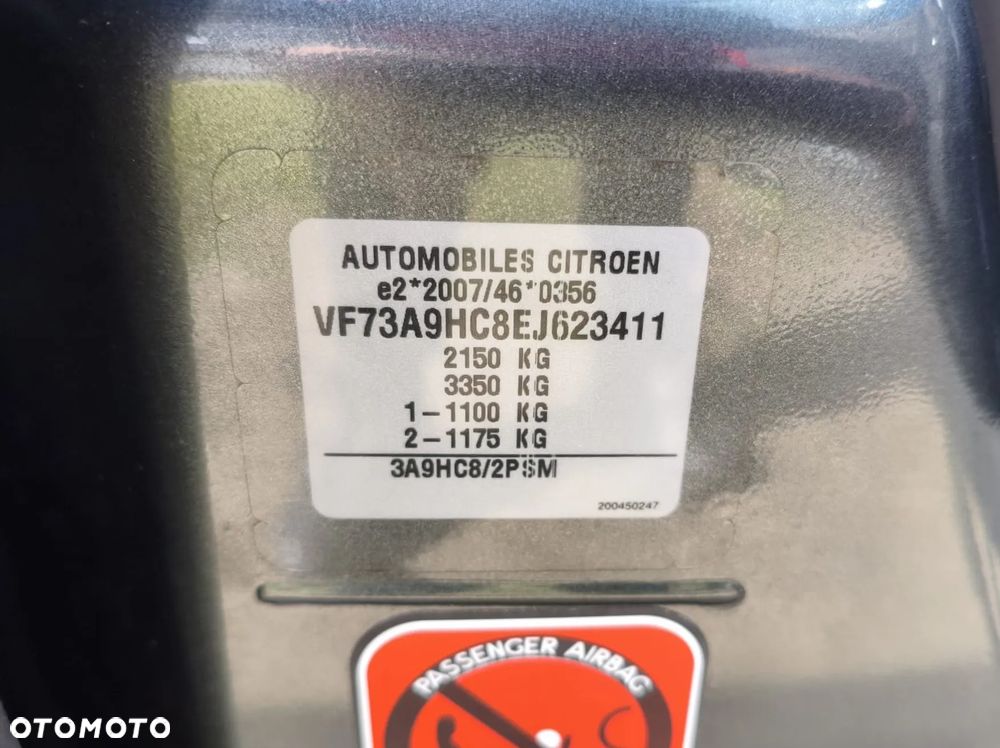 AUTOMOBILES CITROEN
e2*2007/46*0356
VF73A9HC8EJ623411
2150 KG
3350 KG
1-1100 KG
2-1175 KG
3A9HC8/2PSM
200450247
PASSENGER AIRBAG
OTOMOTO